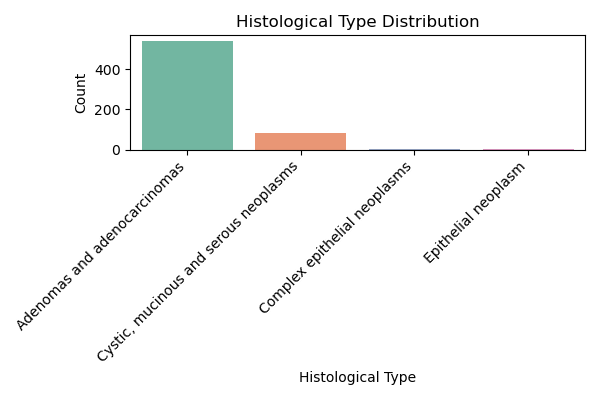 Histological Type Distribution
Count
400
200
0
Adenomas and adenocarcinomas
Cystic, mucinous and serous neoplasms
Complex epithelial neoplasms
Epithelial neoplasm
Histological Type